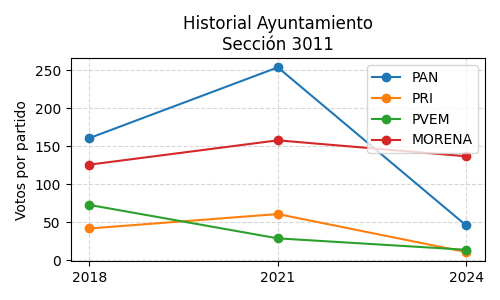 Historial Ayuntamiento
Sección 3011
Votos por partido
250
200
150
100
50
0
2018
2021
2024
PAN
PRI
PVEM
MORENA